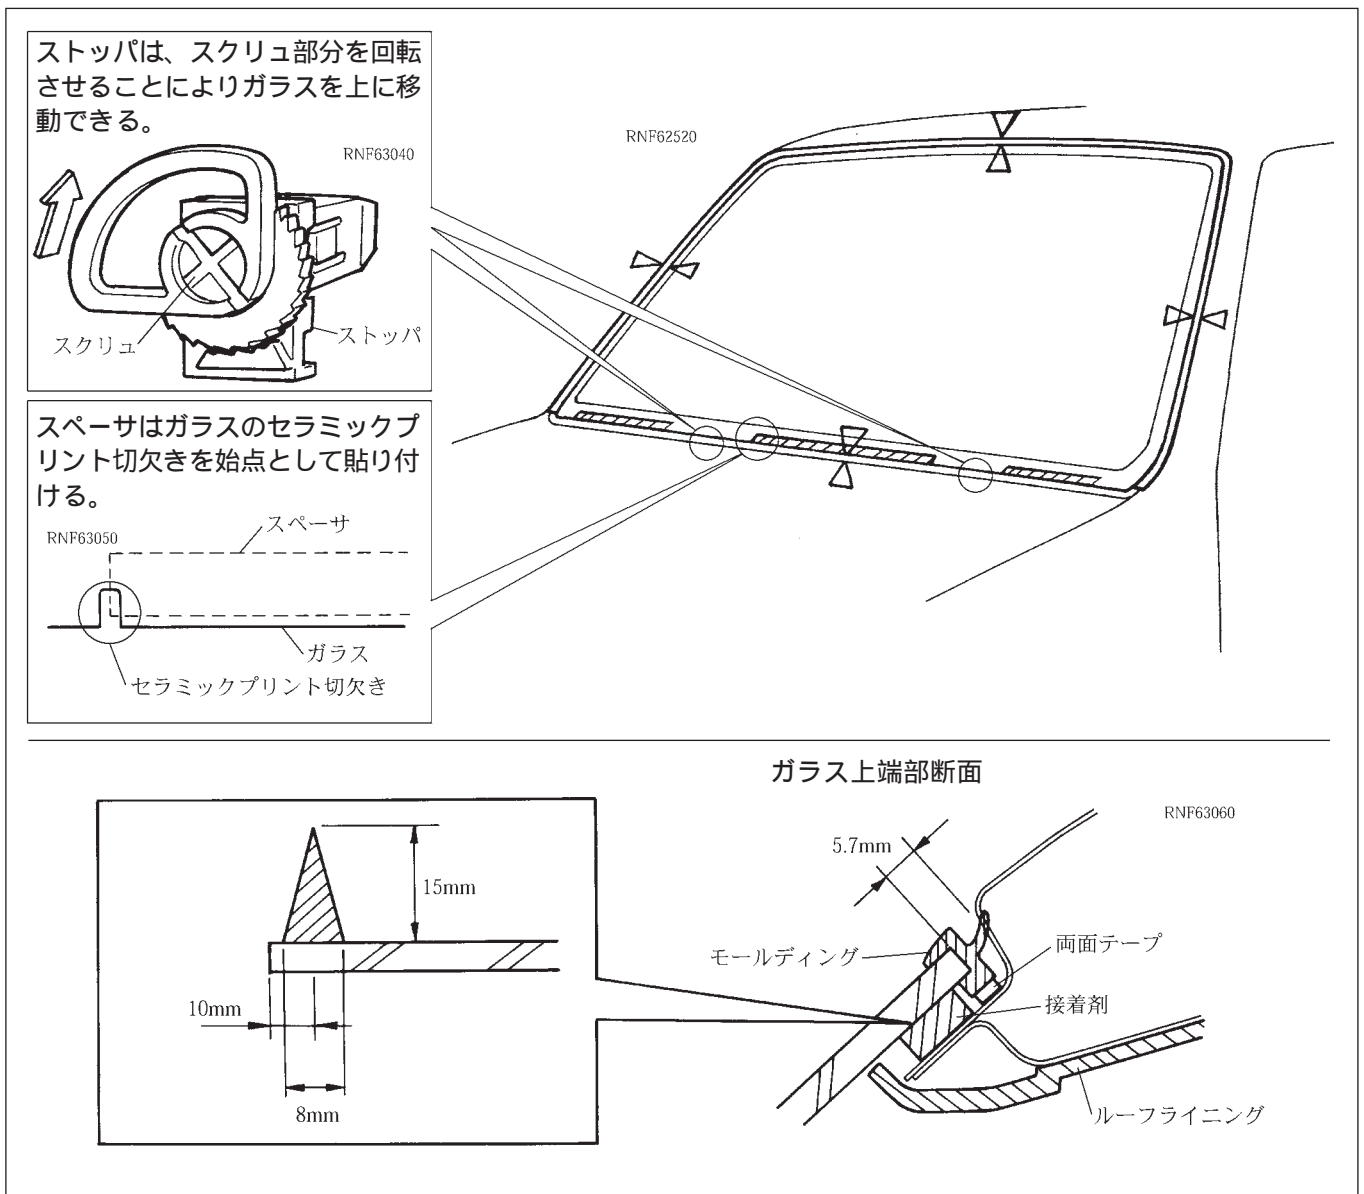 ストッパは、スクリュ部分を回転
させることによりガラスを上に移
動できる。
RNF63040
スクリュ
ストッパ
RNF62520
スペーサはガラスのセラミックプ
リント切欠きを始点として貼り付
ける。
RNF63050
スペーサ
ガラス
セラミックプリント切欠き
ガラス上端部断面
RNF63060
15mm
10mm
8mm
5.7mm
モールディング
両面テープ
接着剤
ルーフライニング